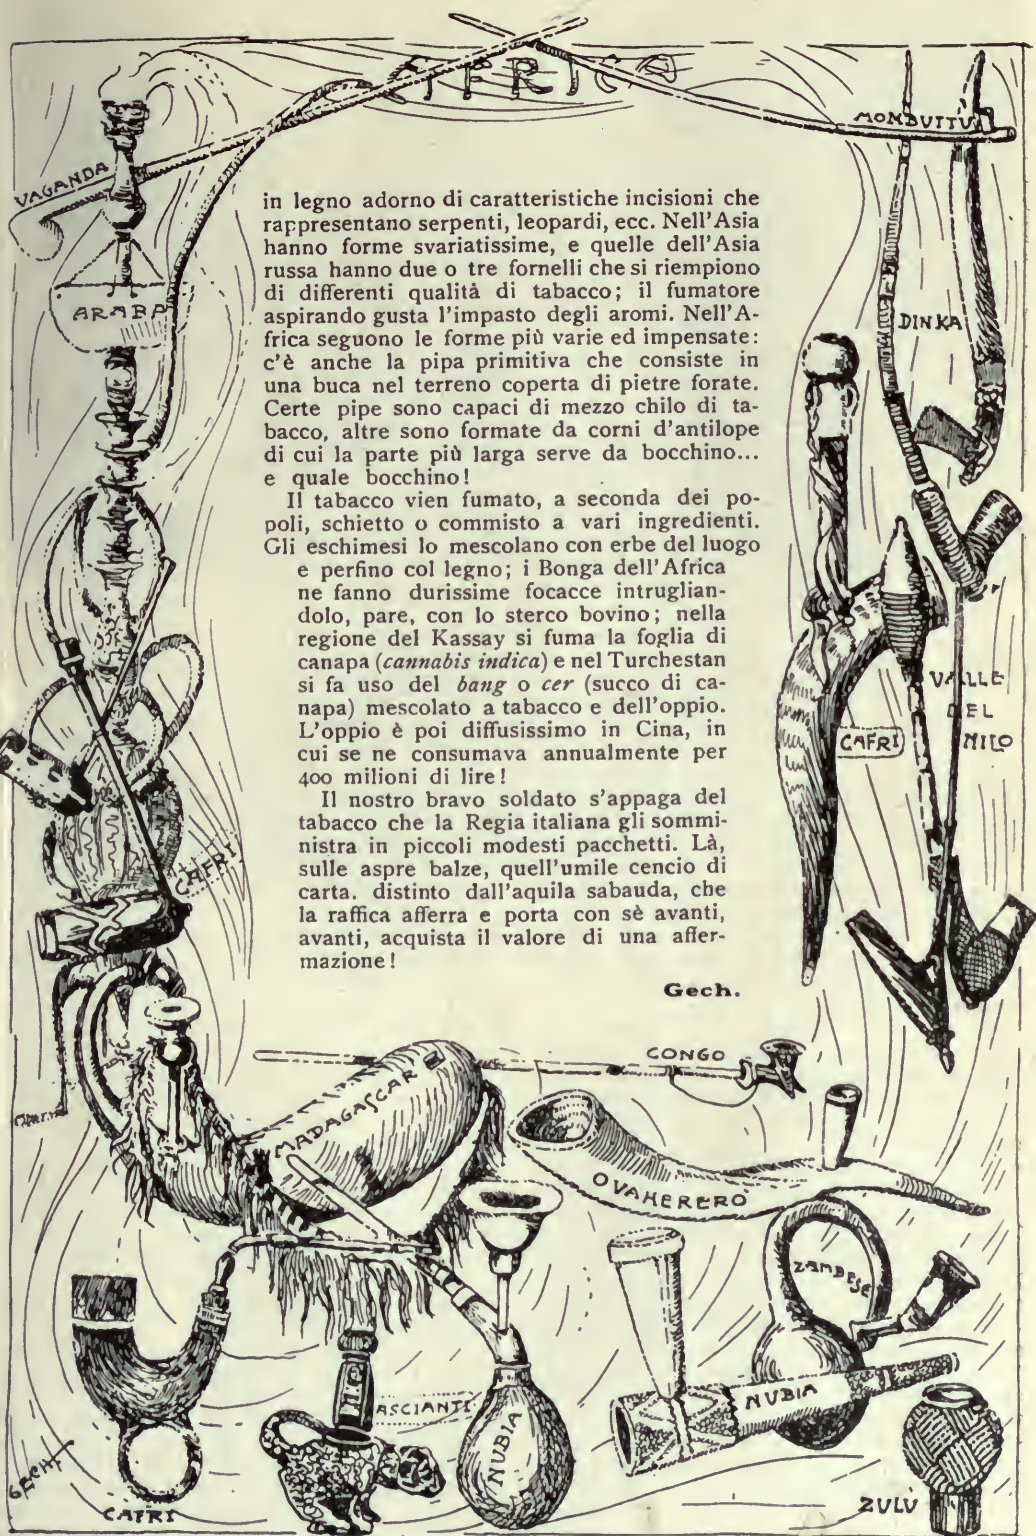 AFRICA
MONBUTTU
VAGANDA
ARABA
DINKA
in legno adorno di caratteristiche incisioni che
rappresentano serpenti, leopardi, ecc. Nell'Asia
hanno forme svariatissime, e quelle dell'Asia
russa hanno due o tre fornelli che si riempiono
di differenti qualità di tabacco; il fumatore
aspirando gusta l'impasto degli aromi. Nell'A-
frica seguono le forme più varie ed impensate:
c'è anche la pipa primitiva che consiste in
una buca nel terreno coperta di pietre forate.
Certe pipe sono capaci di mezzo chilo di ta-
bacco, altre sono formate da corni d'antilope
di cui la parte più larga serve da bocchino...
e quale bocchino!
Il tabacco vien fumato, a seconda dei po-
poli, schietto o commisto a vari ingredienti.
Gli eschimesi lo mescolano con erbe del luogo
e perfino col legno; i Bonga dell'Africa
ne fanno durissime focacce intruglian-
dolo, pare, con lo sterco bovino; nella
regione del Kassay si fuma la foglia di
canapa (cannabis indica) e nel Turchestan
si fa uso del bang o cer (succo di ca-
napa) mescolato a tabacco e dell'oppio.
L'oppio è poi diffusissimo in Cina, in
cui se ne consumava annualmente per
400 milioni di lire!
Il nostro bravo soldato s'appaga del
tabacco che la Regia italiana gli sommi-
nistra in piccoli modesti pacchetti. Là,
sulle aspre balze, quell'umile cencio di
carta. distinto dall'aquila sabauda, che
la raffica afferra e porta con sè avanti,
avanti, acquista il valore di una affer-
mazione!
Gech.
VALLE
DEL
NILO
CAFRI
CAFRI
CONGO
MADAGASCAR
OVAHERERO
ZAMBESE
NUBIA
ASCIANTI
NUBIA
GECH
CAFRI
ZULÙ